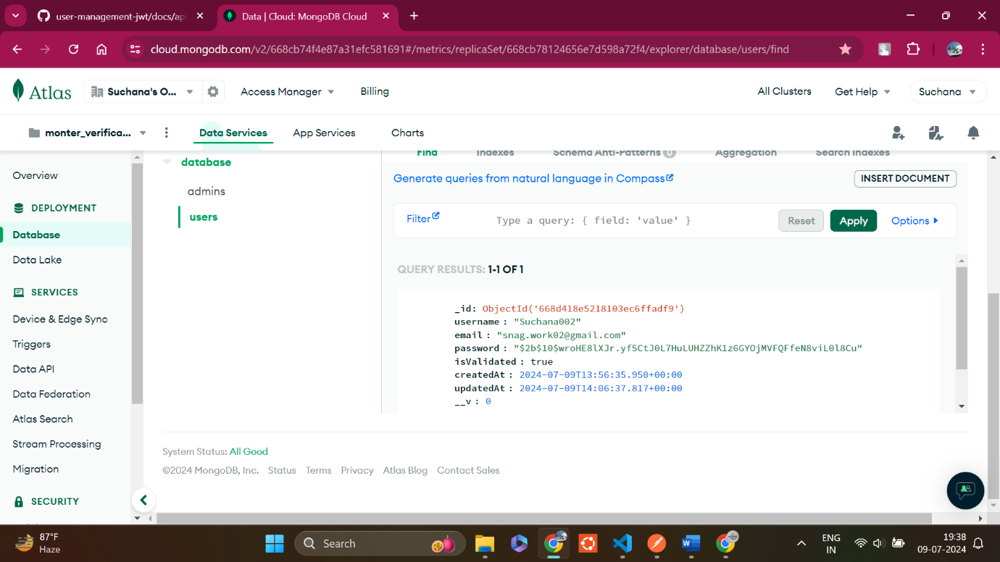 user-management-jwt/docs/api
Data | Cloud: MongoDB Cloud
cloud.mongodb.com/v2/668cb74f4e87a31efc581691#/metrics/replicaSet/668cb78124656e7d598a72f4/explorer/database/users/find
Atlas
Suchana's O...
Access Manager
Billing
All Clusters
Get Help
Suchana
monter_verifica...
Data Services
App Services
Charts
Overview
DEPLOYMENT
Database
Data Lake
SERVICES
Device & Edge Sync
Triggers
Data API
Data Federation
Atlas Search
Stream Processing
Migration
SECURITY
database
admins
users
Find
Indexes
Schema Anti-Patterns 0
Aggregation
Search Indexes
Generate queries from natural language in Compass
INSERT DOCUMENT
Filter
Type a query: { field: 'value' }
Reset
Apply
Options
QUERY RESULTS: 1-1 OF 1
_id: ObjectId('668d418e5218103ec6ffadf9')
username : "Suchana002"
email : "snag.work02@gmail.com"
password : "$2b$10$wroHE8lXJr.yf5CtJ0L7HuLUHZZhK1z6GYOjMVFQFfeN8viL0l8Cu"
isValidated : true
createdAt : 2024-07-09T13:56:35.950+00:00
updatedAt : 2024-07-09T14:06:37.817+00:00
__v : 0
System Status: All Good
©2024 MongoDB, Inc. Status Terms Privacy Atlas Blog Contact Sales
87°F
Haze
Search
ENG
IN
19:38
09-07-2024